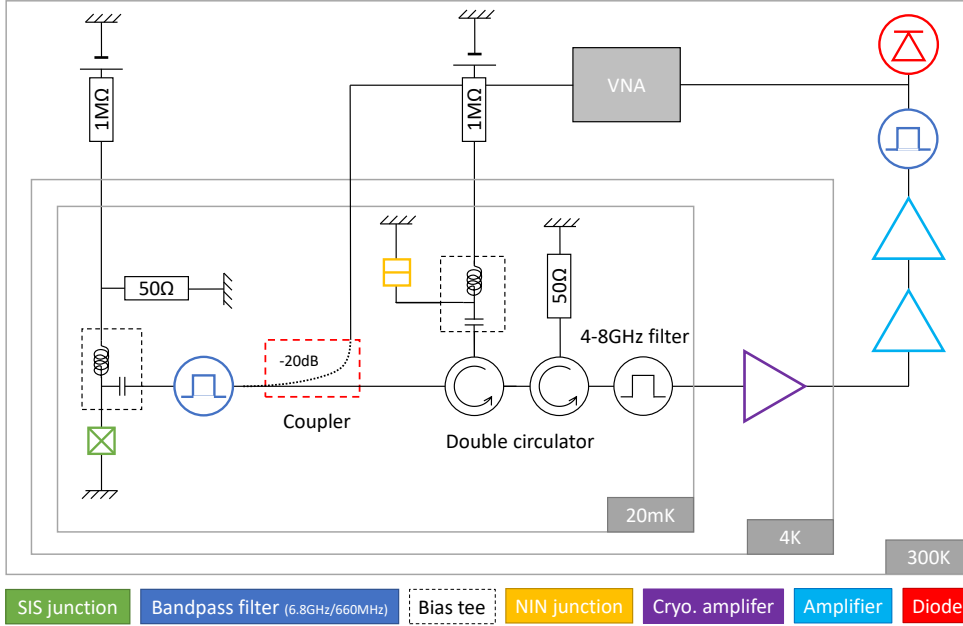 1MΩ
1MΩ
VNA
50Ω
50Ω
4-8GHz filter
-20dB
Coupler
Double circulator
20mK
4K
300K
SIS junction
Bandpass filter (6.8GHz/660MHz)
Bias tee
NIN junction
Cryo. amplifer
Amplifier
Diode